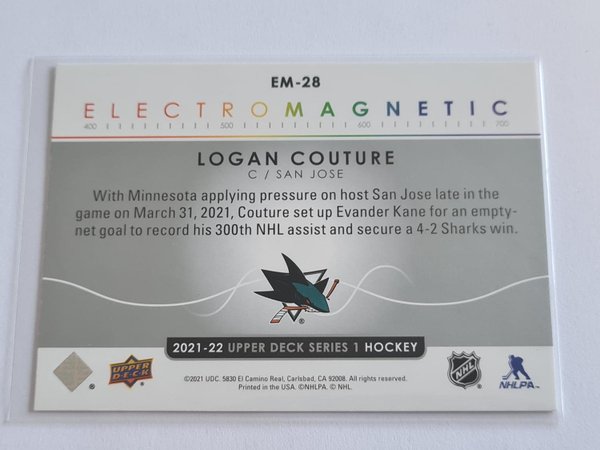 EM-28
ELECTROMAGNETIC
400 500 600 700
LOGAN COUTURE
C / SAN JOSE
With Minnesota applying pressure on host San Jose late in the
game on March 31, 2021, Couture set up Evander Kane for an empty-
net goal to record his 300th NHL assist and secure a 4-2 Sharks win.
®
2021-22 UPPER DECK SERIES 1 HOCKEY
® UPPER DECK
©2021 UDC. 5830 El Camino Real, Carlsbad, CA 92008. All rights reserved.
Printed in the USA. ©NHLPA. © NHL.
NHL
NHLPA